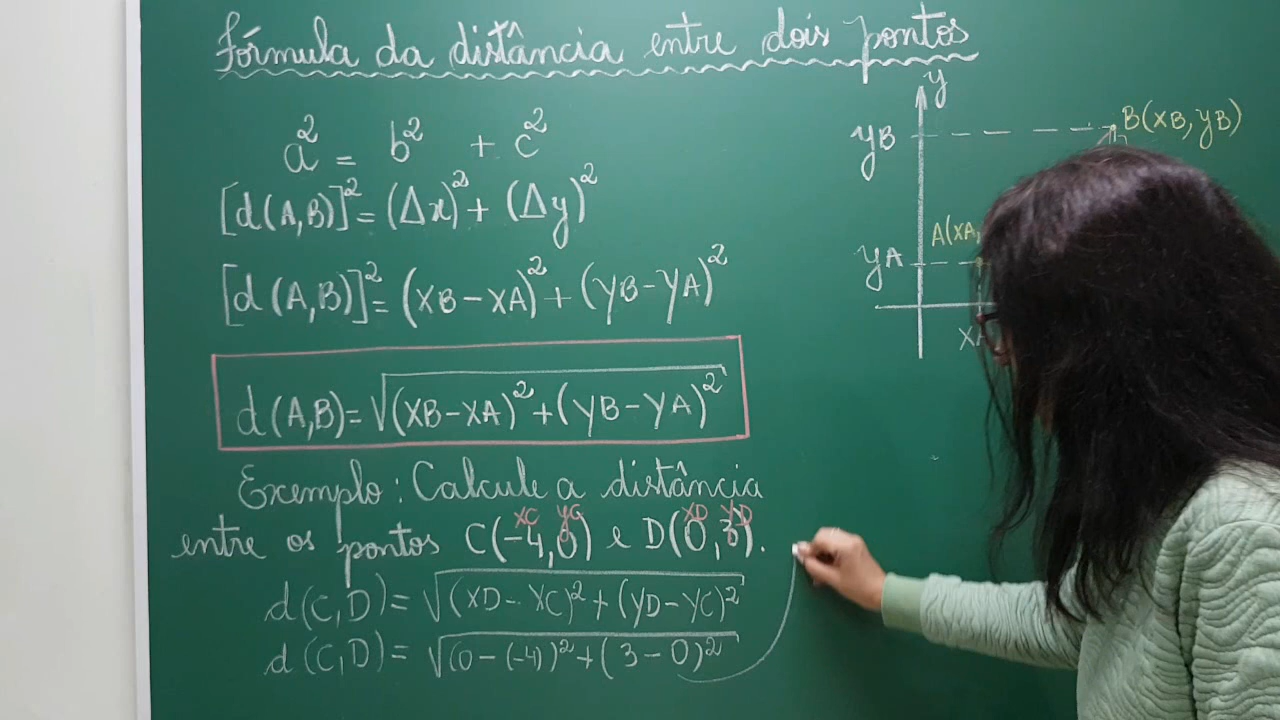 Fórmula da distância entre dois pontos
a² = b² + c²
[d(A,B)]² = (Δx)² + (Δy)²
[d(A,B)]² = (XB-XA)² + (YB-YA)²
d(A,B) = √(XB-XA)² + (YB-YA)²
Exemplo: Calcule a distância
XC yC XD yD
entre os pontos C(-4,0) e D(0,3).
d(C,D) = √(XD-XC)² + (YD-YC)²
d(C,D) = √(0-(-4))² + (3-0)²
y
yB
B(XB, yB)
A(XA,
yA